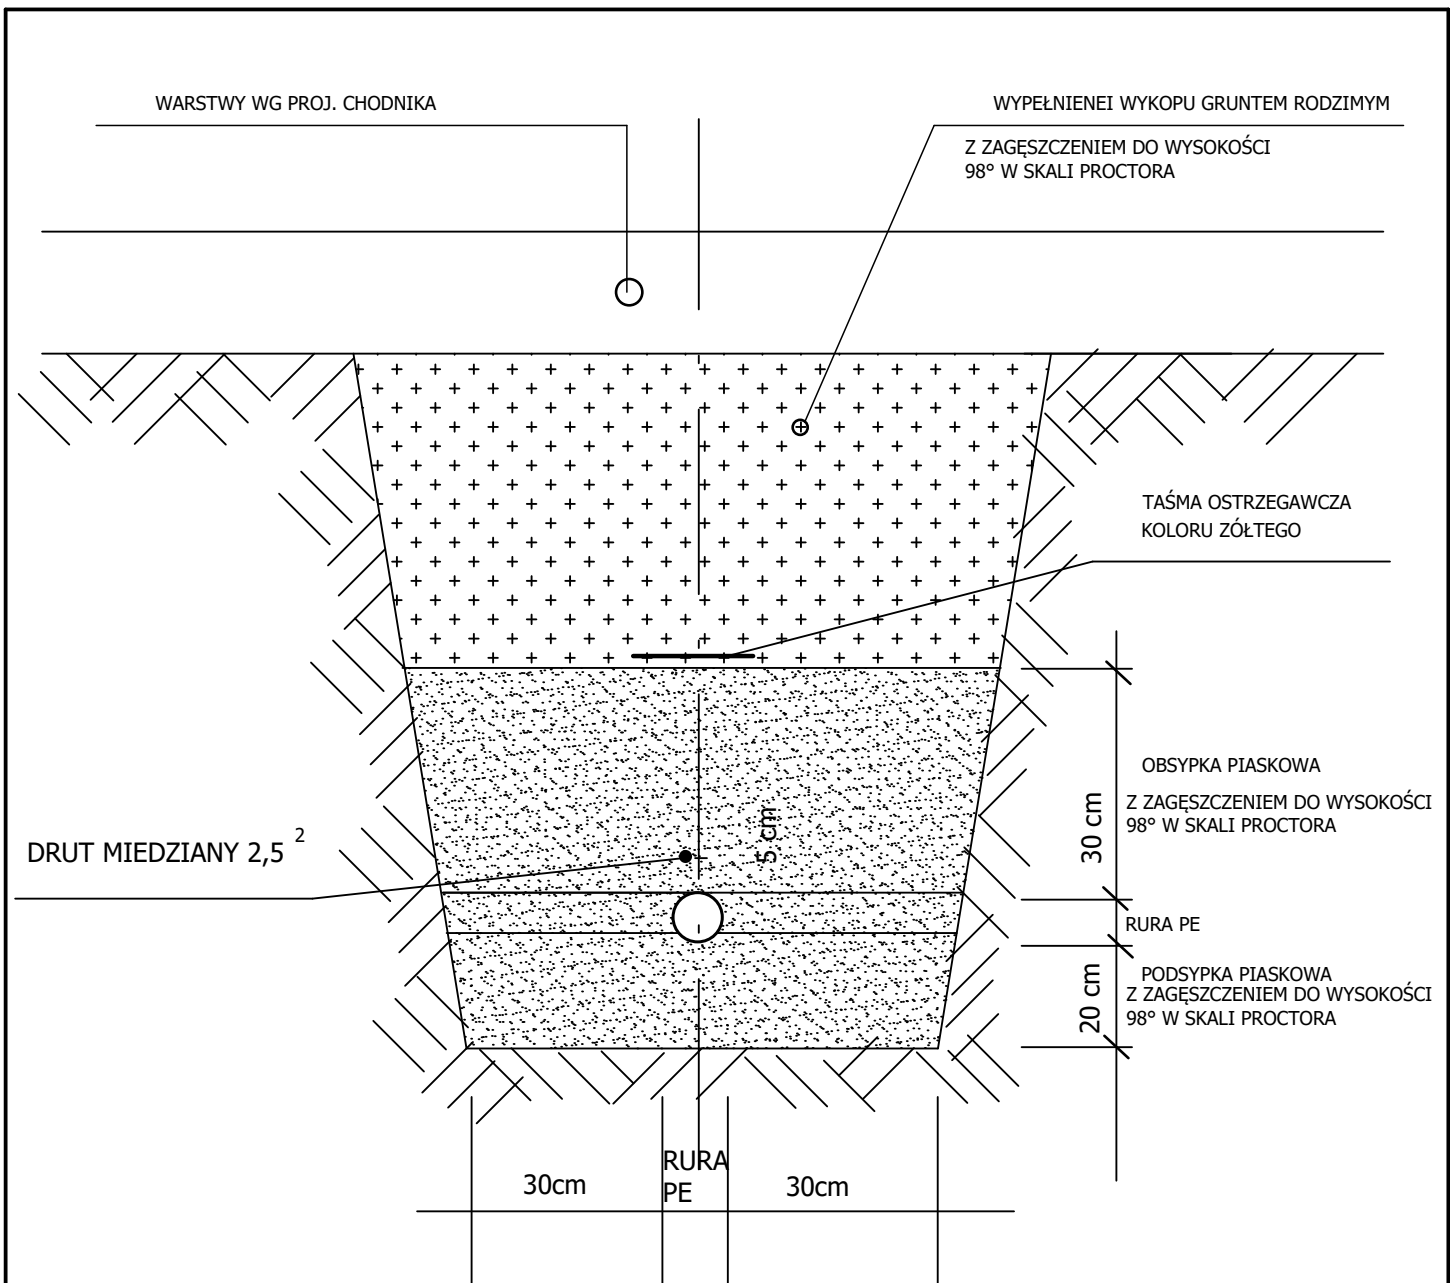 WARSTWY WG PROJ. CHODNIKA
WYPEŁNIENEI WYKOPU GRUNTEM RODZIMYM
Z ZAGĘSZCZENIEM DO WYSOKOŚCI
98° W SKALI PROCTORA
TAŚMA OSTRZEGAWCZA
KOLORU ZÓŁTEGO
OBSYPKA PIASKOWA
Z ZAGĘSZCZENIEM DO WYSOKOŚCI
98° W SKALI PROCTORA
30 cm
5 cm
DRUT MIEDZIANY 2,5 ²
RURA PE
PODSYPKA PIASKOWA
Z ZAGĘSZCZENIEM DO WYSOKOŚCI
98° W SKALI PROCTORA
20 cm
30cm
RURA
PE
30cm